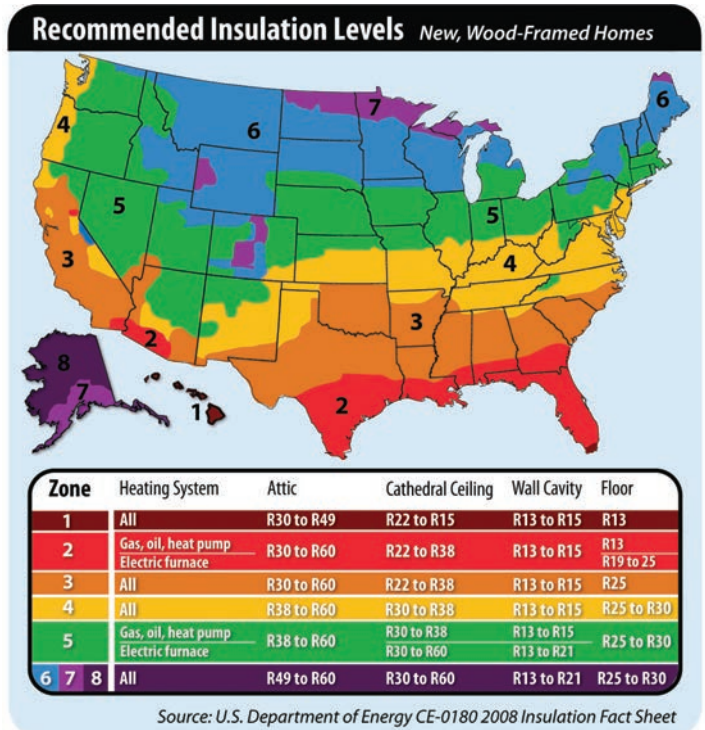 Recommended Insulation Levels New, Wood-Framed Homes
6
7
6
4
5
5
4
3
3
2
2
8
7
1
Zone Heating System Attic Cathedral Ceiling Wall Cavity Floor
1 All R30 to R49 R22 to R15 R13 to R15 R13
2 Gas, oil, heat pump R30 to R60 R22 to R38 R13 to R15 R13
Electric furnace R19 to 25
3 All R30 to R60 R22 to R38 R13 to R15 R25
4 All R38 to R60 R30 to R38 R13 to R15 R25 to R30
5 Gas, oil, heat pump R38 to R60 R30 to R38 R13 to R15 R25 to R30
Electric furnace R30 to R60 R13 to R21
6 7 8 All R49 to R60 R30 to R60 R13 to R21 R25 to R30
Source: U.S. Department of Energy CE-0180 2008 Insulation Fact Sheet